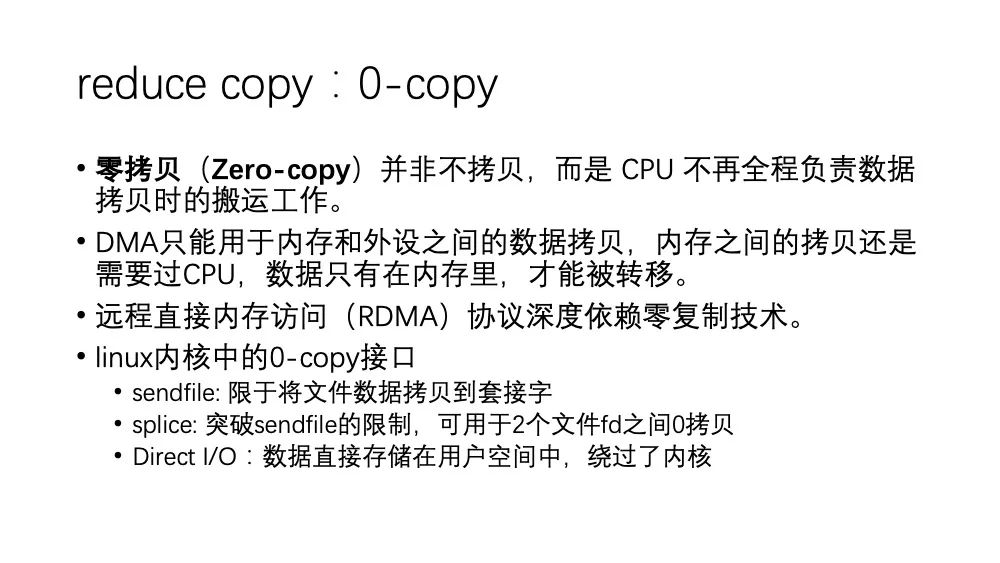 reduce copy：0-copy
• 零拷贝（Zero-copy）并非不拷贝，而是 CPU 不再全程负责数据
拷贝时的搬运工作。
• DMA只能用于内存和外设之间的数据拷贝，内存之间的拷贝还是
需要过CPU，数据只有在内存里，才能被转移。
• 远程直接内存访问（RDMA）协议深度依赖零复制技术。
• linux内核中的0-copy接口
• sendfile: 限于将文件数据拷贝到套接字
• splice: 突破sendfile的限制，可用于2个文件fd之间0拷贝
• Direct I/O：数据直接存储在用户空间中，绕过了内核